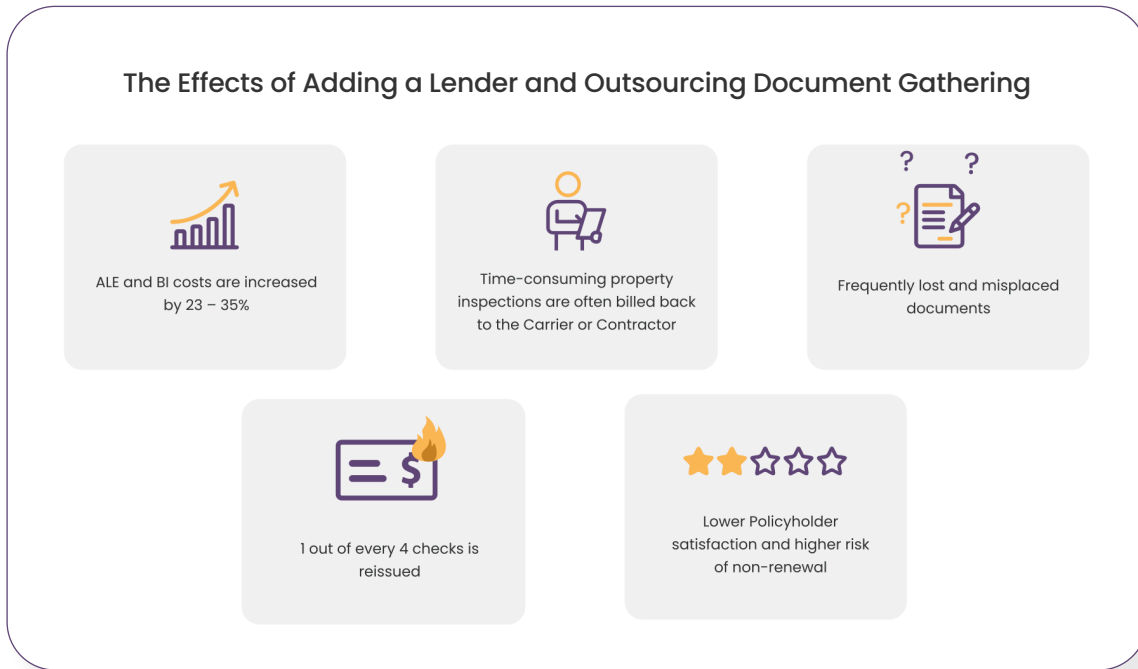 The Effects of Adding a Lender and Outsourcing Document Gathering
ALE and BI costs are increased
by 23 – 35%
Time-consuming property
inspections are often billed back
to the Carrier or Contractor
? ? ?
Frequently lost and misplaced
documents
$
1 out of every 4 checks is
reissued
Lower Policyholder
satisfaction and higher risk
of non-renewal